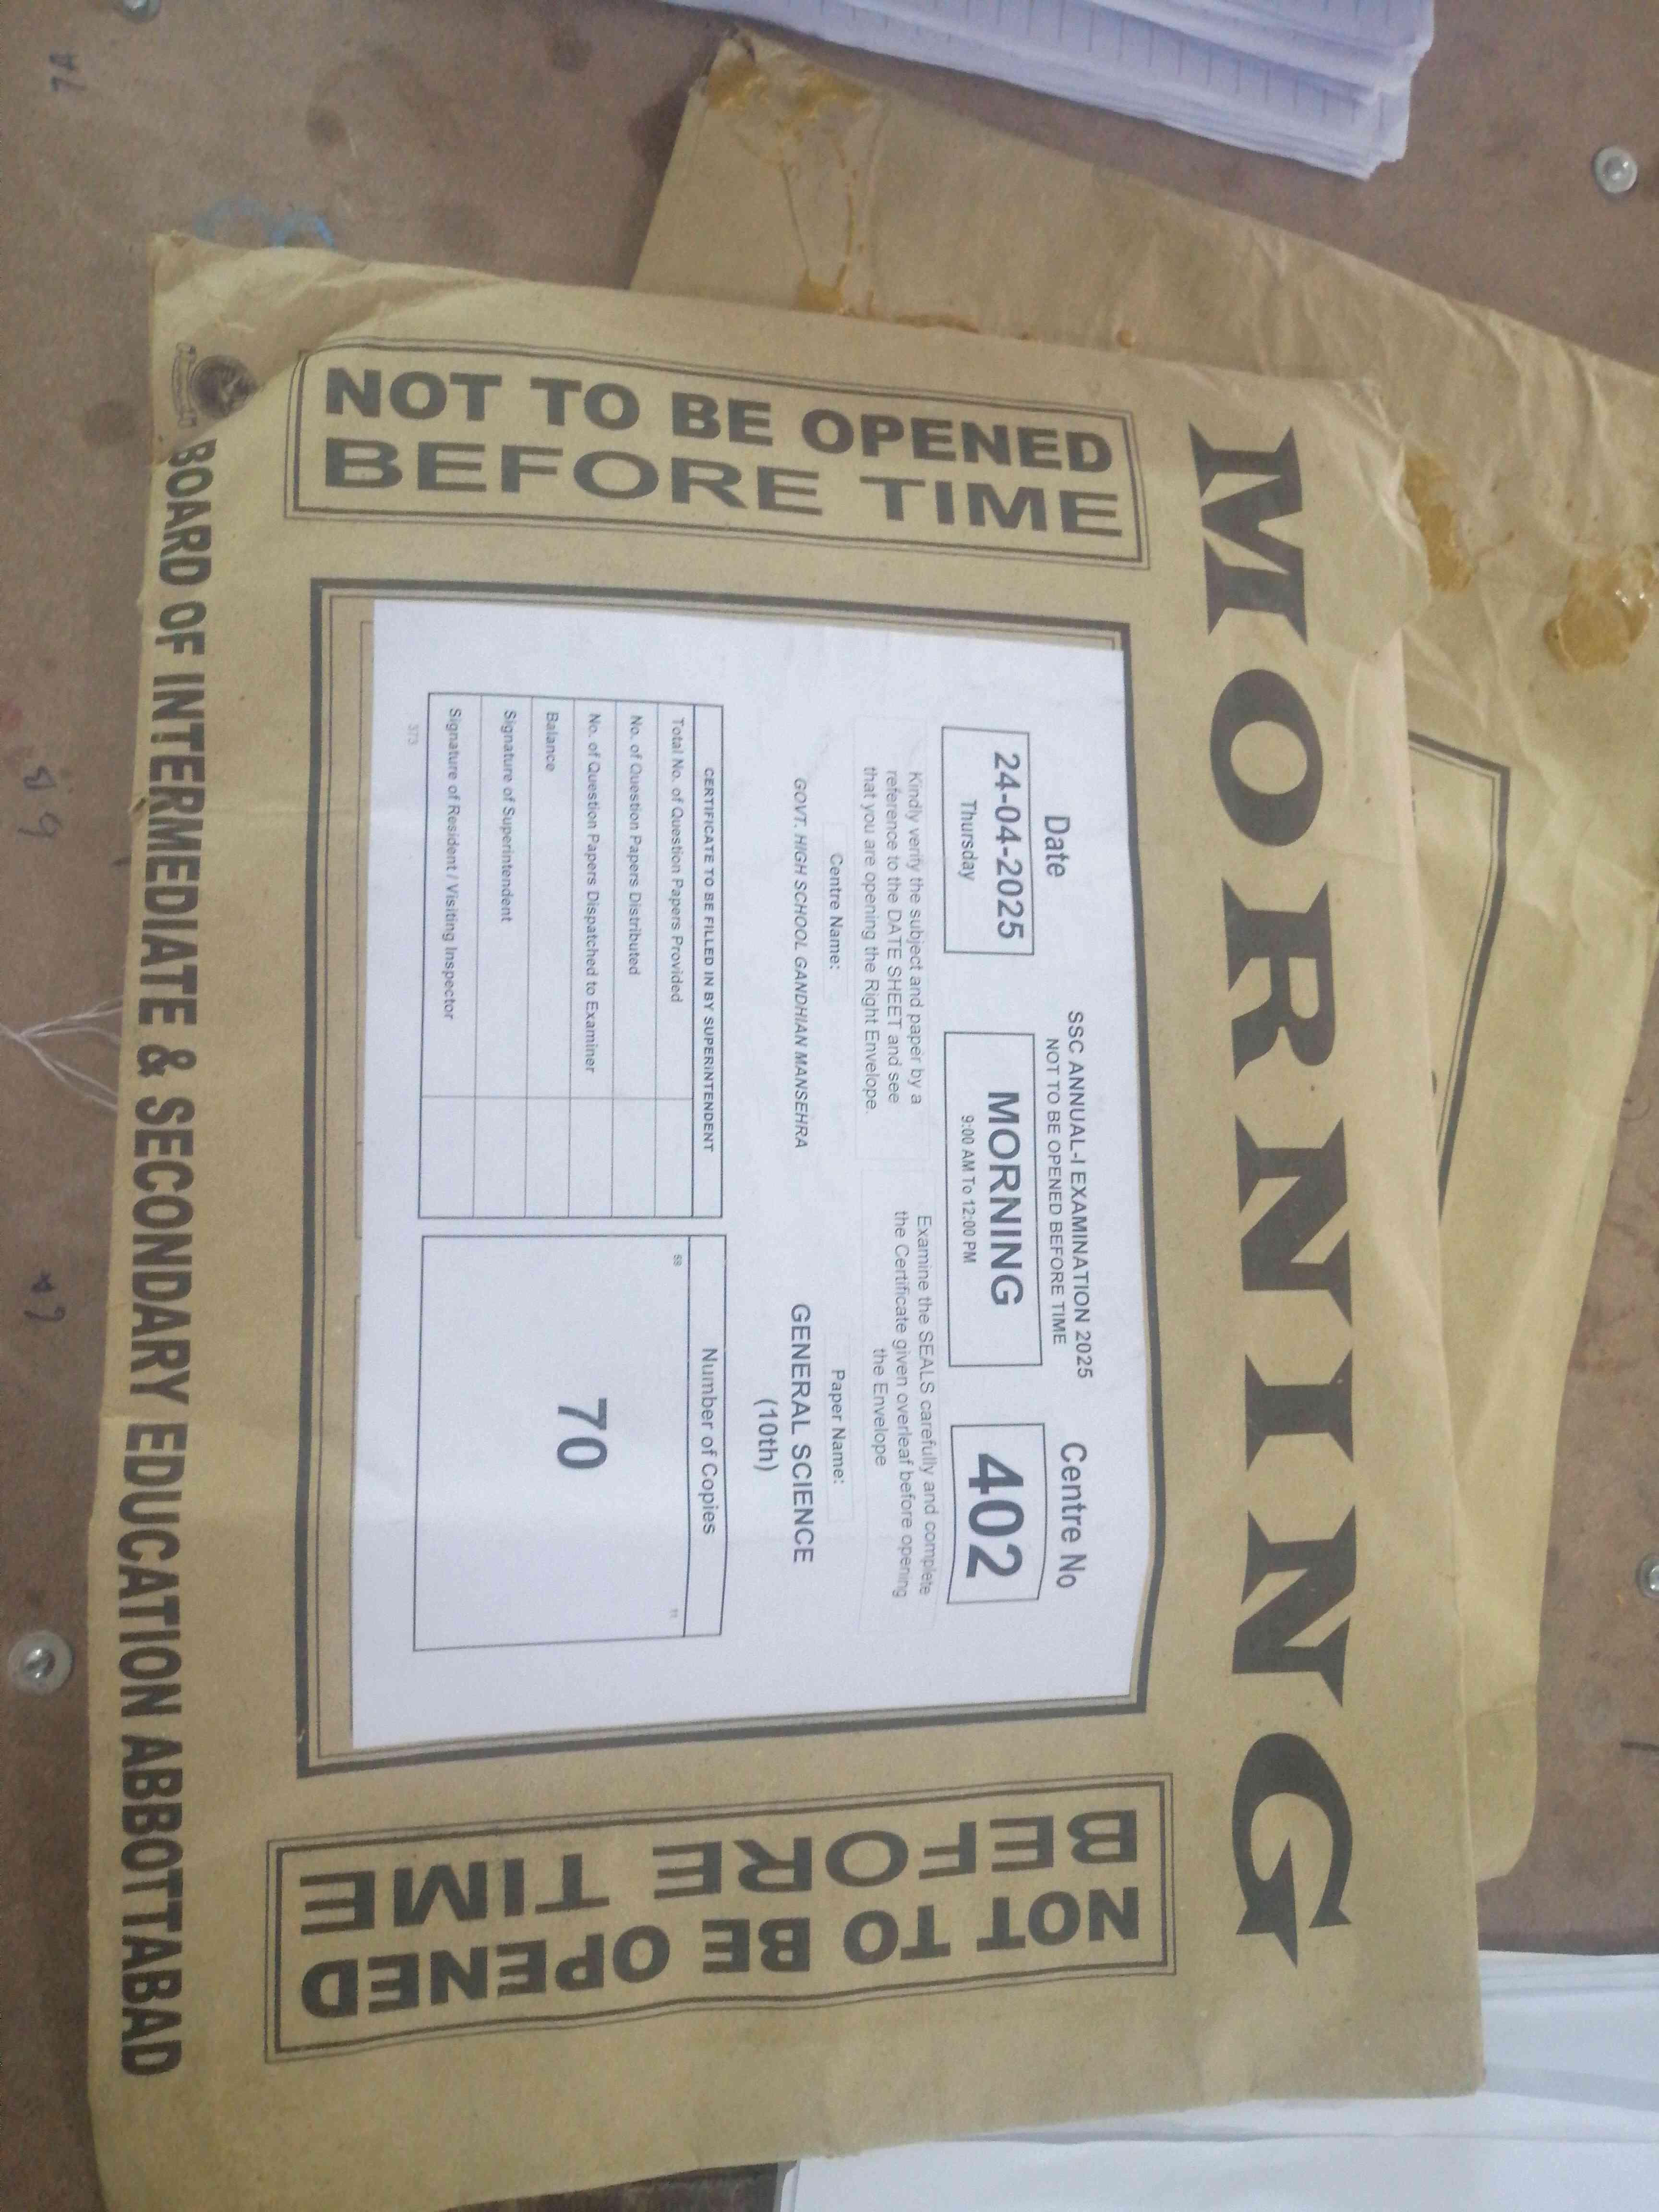 MORNING
NOT TO BE OPENED
BEFORE TIME
Date
24-04-2025
Thursday
SSC ANNUAL-I EXAMINATION 2025
NOT TO BE OPENED BEFORE TIME
MORNING
9:00 AM To 12:00 PM
Centre No
402
Kindly verify the subject and paper by a
reference to the DATE SHEET and see
that you are opening the Right Envelope.
Examine the SEALS carefully and complete
the Certificate given overleaf before opening
the Envelope
Centre Name:
GOVT. HIGH SCHOOL GANDHIAN MANSEHRA
Paper Name:
GENERAL SCIENCE
(10th)
CERTIFICATE TO BE FILLED IN BY SUPERINTENDENT
Total No. of Question Papers Provided
No. of Question Papers Distributed
No. of Question Papers Dispatched to Examiner
Balance
Signature of Superintendent
Signature of Resident / Visiting Inspector
373
Number of Copies
59
11
70
NOT TO BE OPENED
BEFORE TIME
BOARD OF INTERMEDIATE & SECONDARY EDUCATION ABBOTTABAD